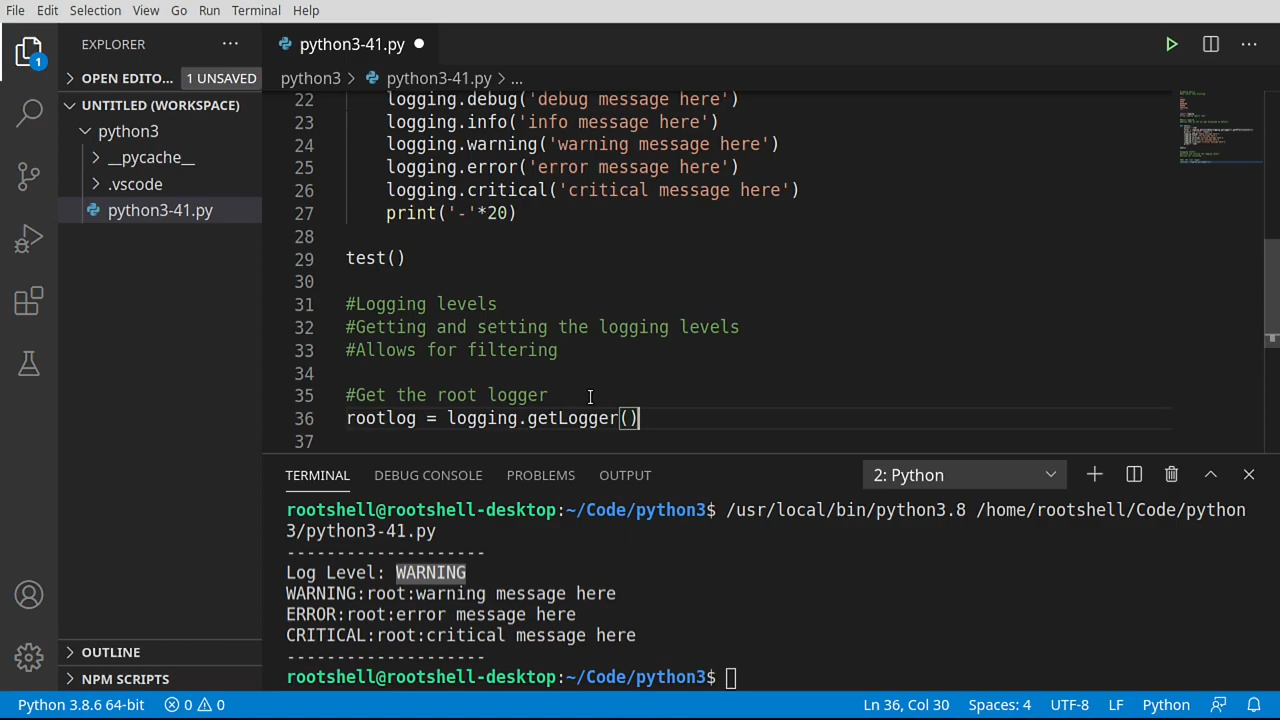 File Edit Selection View Go Run Terminal Help
EXPLORER
python3-41.py
OPEN EDITO... 1 UNSAVED
python3 > python3-41.py > ...
UNTITLED (WORKSPACE)
python3
__pycache__
.vscode
python3-41.py
1
22 logging.debug('debug message here')
23 logging.info('info message here')
24 logging.warning('warning message here')
25 logging.error('error message here')
26 logging.critical('critical message here')
27 print('-'*20)
28
29 test()
30
31 #Logging levels
32 #Getting and setting the logging levels
33 #Allows for filtering
34
35 #Get the root logger
36 rootlog = logging.getLogger()
37
TERMINAL DEBUG CONSOLE PROBLEMS OUTPUT 2: Python
rootshell@rootshell-desktop:~/Code/python3$ /usr/local/bin/python3.8 /home/rootshell/Code/python
3/python3-41.py
--------------------
Log Level: WARNING
WARNING:root:warning message here
ERROR:root:error message here
CRITICAL:root:critical message here
--------------------
rootshell@rootshell-desktop:~/Code/python3$
OUTLINE
NPM SCRIPTS
Python 3.8.6 64-bit 0 0 Ln 36, Col 30 Spaces: 4 UTF-8 LF Python